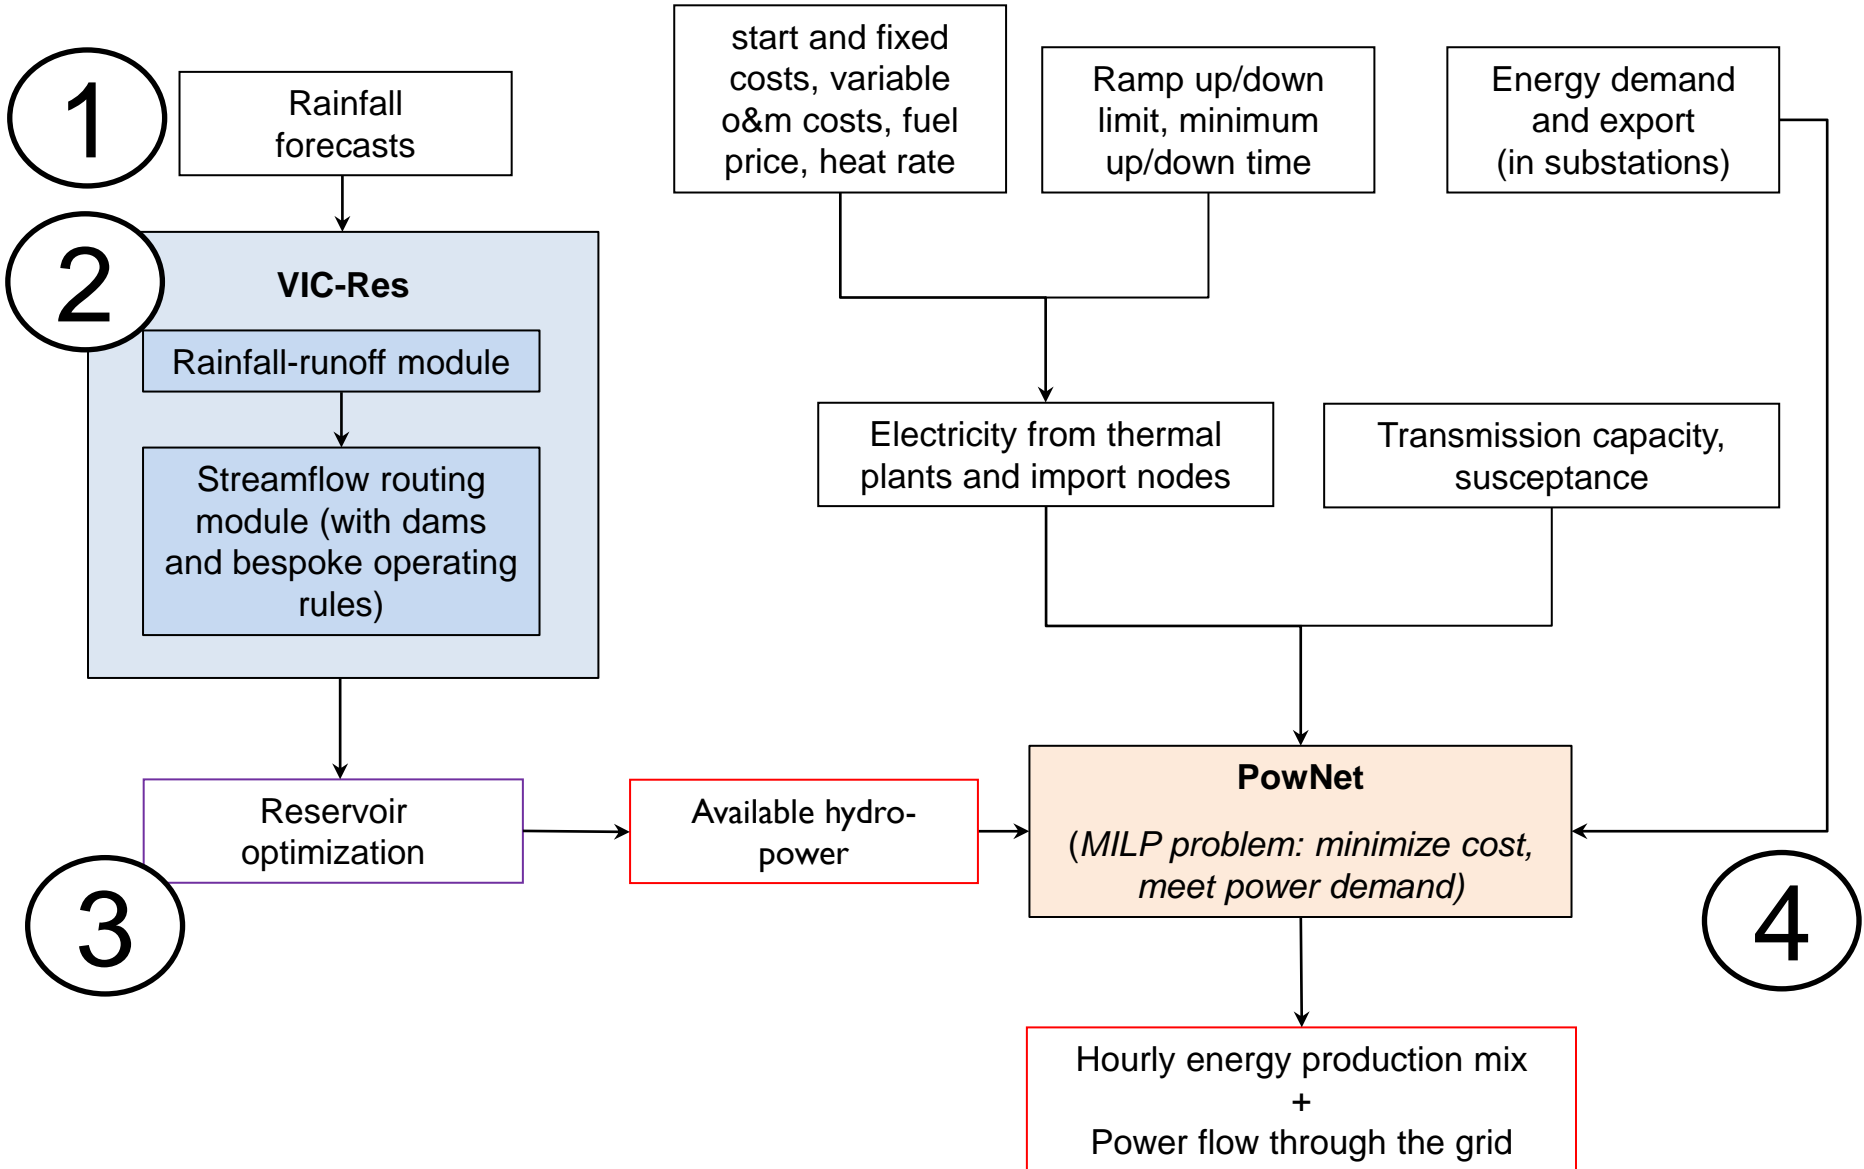 1
Rainfall
forecasts
start and fixed
costs, variable
o&m costs, fuel
price, heat rate
Ramp up/down
limit, minimum
up/down time
Energy demand
and export
(in substations)
2
VIC-Res
Rainfall-runoff module
Streamflow routing
module (with dams
and bespoke operating
rules)
Electricity from thermal
plants and import nodes
Transmission capacity,
susceptance
3
Reservoir
optimization
Available hydro-
power
PowNet
(MILP problem: minimize cost,
meet power demand)
4
Hourly energy production mix
+
Power flow through the grid